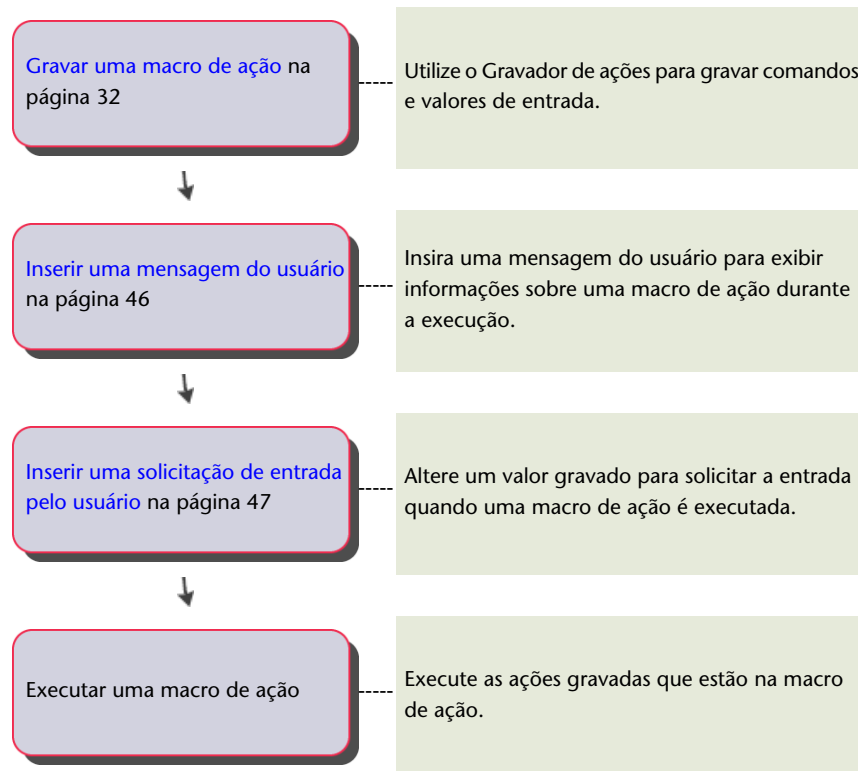 Gravar uma macro de ação na
página 32
Utilize o Gravador de ações para gravar comandos
e valores de entrada.
Inserir uma mensagem do usuário
na página 46
Insira uma mensagem do usuário para exibir
informações sobre uma macro de ação durante
a execução.
Inserir uma solicitação de entrada
pelo usuário na página 47
Altere um valor gravado para solicitar a entrada
quando uma macro de ação é executada.
Executar uma macro de ação
Execute as ações gravadas que estão na macro
de ação.